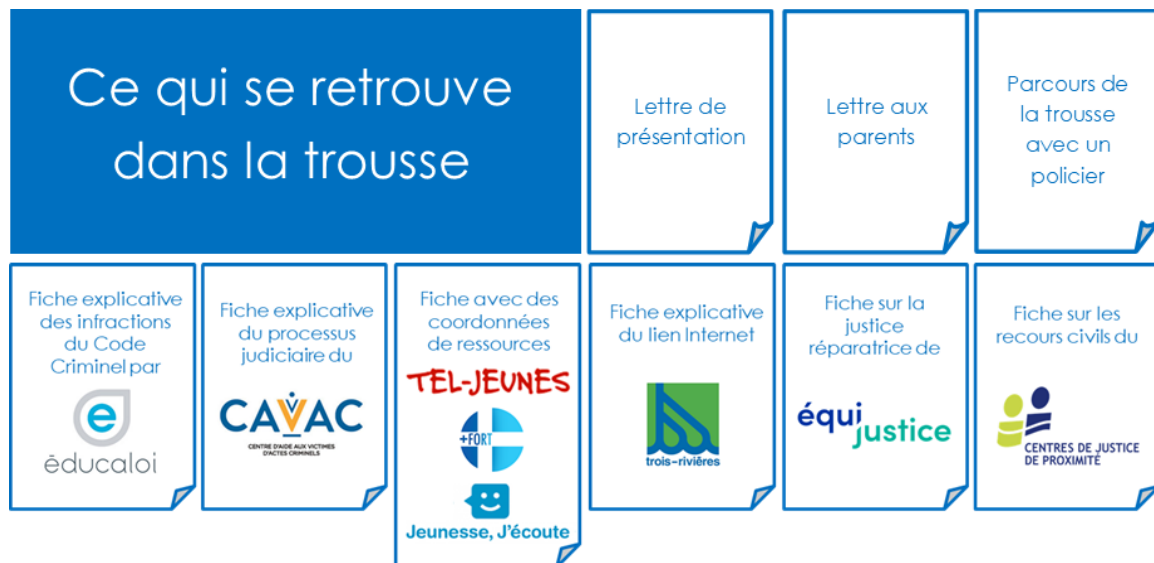 Ce qui se retrouve
dans la trousse
Lettre de
présentation
Lettre aux
parents
Parcours de
la trousse
avec un
policier
Fiche explicative
des infractions
du Code
Criminel par
e
éducaloi
Fiche explicative
du processus
judiciaire du
CAVAC
CENTRE D'AIDE AUX VICTIMES
D'ACTES CRIMINELS
Fiche avec des
coordonnées
de ressources
TEL-JEUNES
+FORT
Jeunesse, J'écoute
Fiche explicative
du lien Internet
trois-rivières
Fiche sur la
justice
réparatrice de
équi
justice
Fiche sur les
recours civils du
CENTRES DE JUSTICE
DE PROXIMITÉ